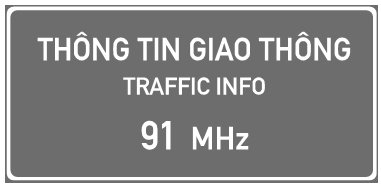 THÔNG TIN GIAO THÔNG
TRAFFIC INFO
91 MHz